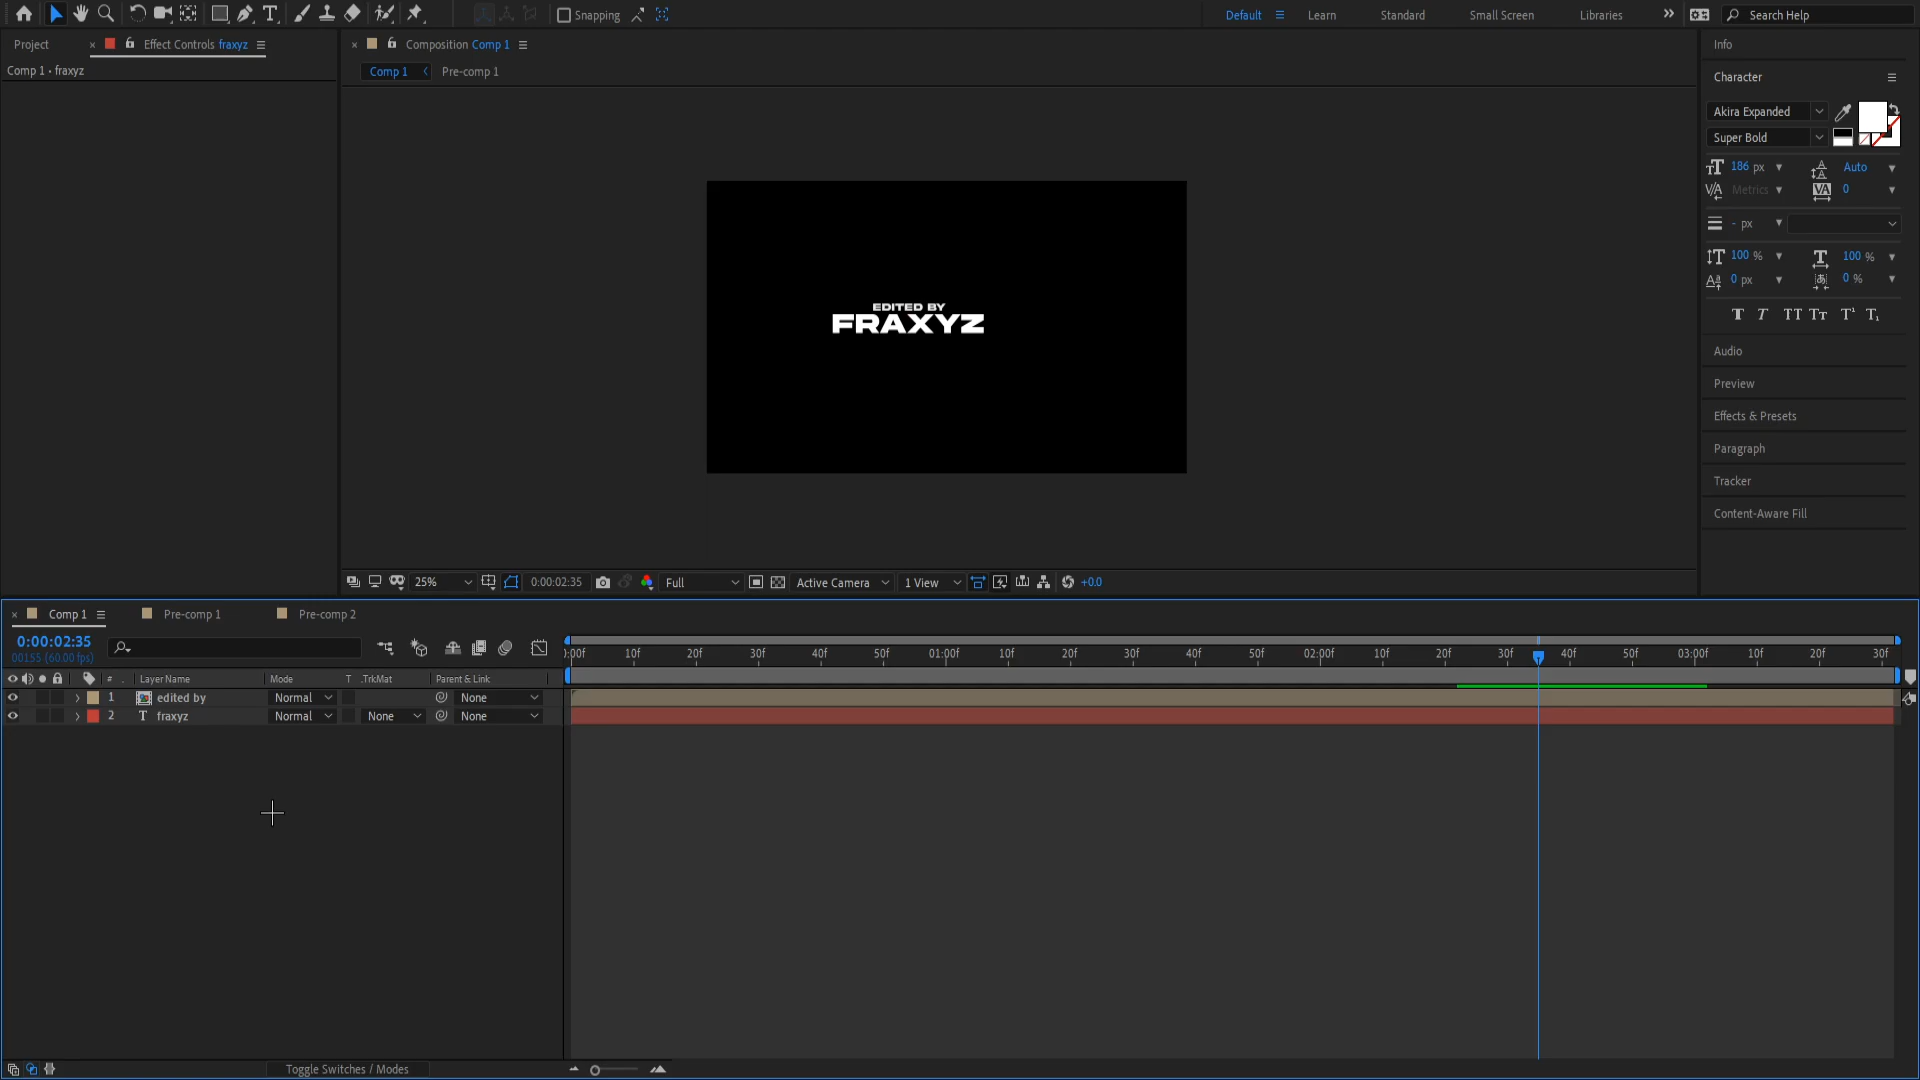 Snapping
Default
Learn
Standard
Small Screen
Libraries
Search Help
Project
Effect Controls fraxyz
Comp 1 • fraxyz
Composition Comp 1
Comp 1
Pre-comp 1
EDITED BY
FRAXYZ
Info
Character
Akira Expanded
Super Bold
186 px
Auto
Metrics
0
- px
100 %
100 %
0 px
0 %
Audio
Preview
Effects & Presets
Paragraph
Tracker
Content-Aware Fill
25%
0:00:02:35
Full
Active Camera
1 View
+0.0
Comp 1
Pre-comp 1
Pre-comp 2
0:00:02:35
00155 (60.00 fps)
:00f 10f 20f 30f 40f 50f 01:00f 10f 20f 30f 40f 50f 02:00f 10f 20f 30f 40f 50f 03:00f 10f 20f 30f
# Layer Name Mode T .TrkMat Parent & Link
1 edited by Normal None
2 T fraxyz Normal None None
Toggle Switches / Modes